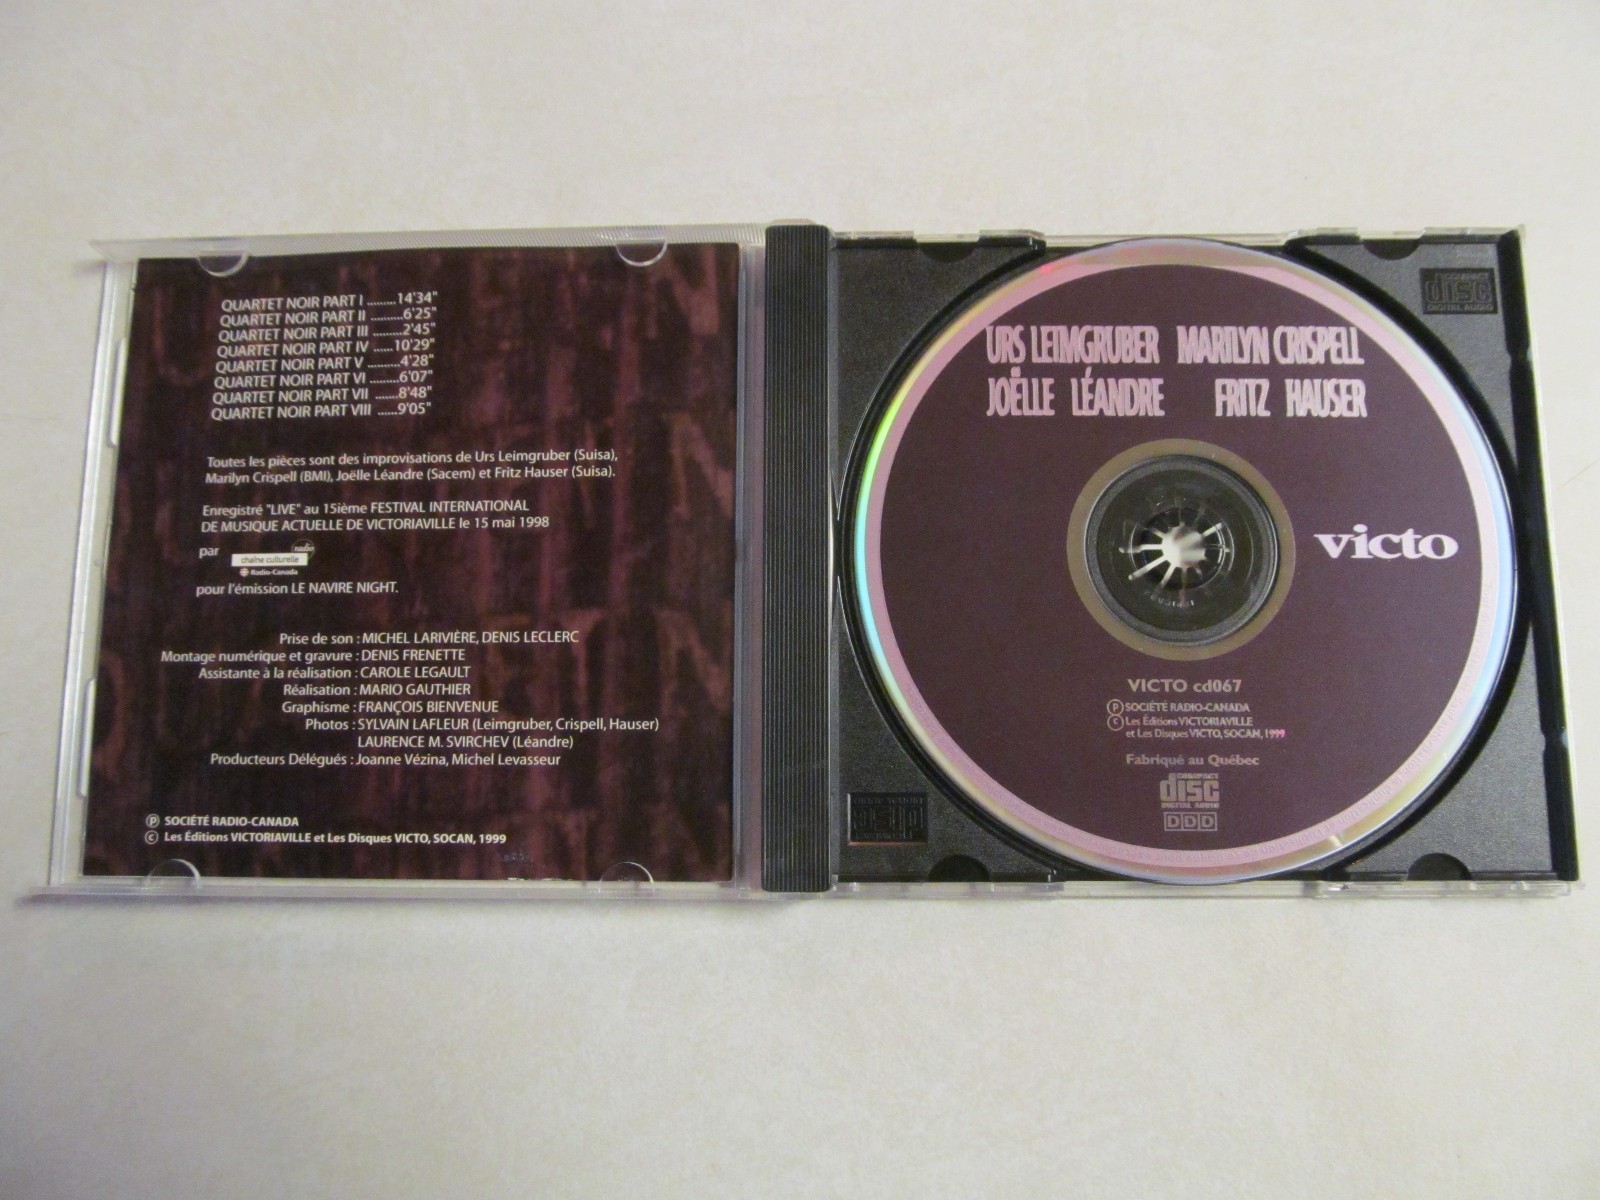 QUARTET NOIR PART I .........14'34"
QUARTET NOIR PART II ..........6'25"
QUARTET NOIR PART III .........2'45"
QUARTET NOIR PART IV ......10'29"
QUARTET NOIR PART V .........4'28"
QUARTET NOIR PART VI .........6'07"
QUARTET NOIR PART VII .......8'48"
QUARTET NOIR PART VIII ......9'05"
Toutes les pièces sont des improvisations de Urs Leimgruber (Suisa),
Marilyn Crispell (BMI), Joëlle Léandre (Sacem) et Fritz Hauser (Suisa).
Enregistré "LIVE" au 15ième FESTIVAL INTERNATIONAL
DE MUSIQUE ACTUELLE DE VICTORIAVILLE le 15 mai 1998
par
radio
chaîne culturelle
Radio-Canada
pour l'émission LE NAVIRE NIGHT.
Prise de son : MICHEL LARIVIÈRE, DENIS LECLERC
Montage numérique et gravure : DENIS FRENETTE
Assistante à la réalisation : CAROLE LEGAULT
Réalisation : MARIO GAUTHIER
Graphisme : FRANÇOIS BIENVENUE
Photos : SYLVAIN LAFLEUR (Leimgruber, Crispell, Hauser)
LAURENCE M. SVIRCHEV (Léandre)
Producteurs Délégués : Joanne Vézina, Michel Levasseur
Ⓟ SOCIÉTÉ RADIO-CANADA
© Les Éditions VICTORIAVILLE et Les Disques VICTO, SOCAN, 1999
URS LEIMGRUBER MARILYN CRISPELL
JOËLLE LÉANDRE FRITZ HAUSER
victo
VICTO cd067
Ⓟ SOCIÉTÉ RADIO-CANADA
© Les Éditions VICTORIAVILLE
et Les Disques VICTO, SOCAN, 1999
Fabriqué au Québec
COMPACT
disc
DIGITAL AUDIO
DDD
COMPACT
disc
DIGITAL AUDIO